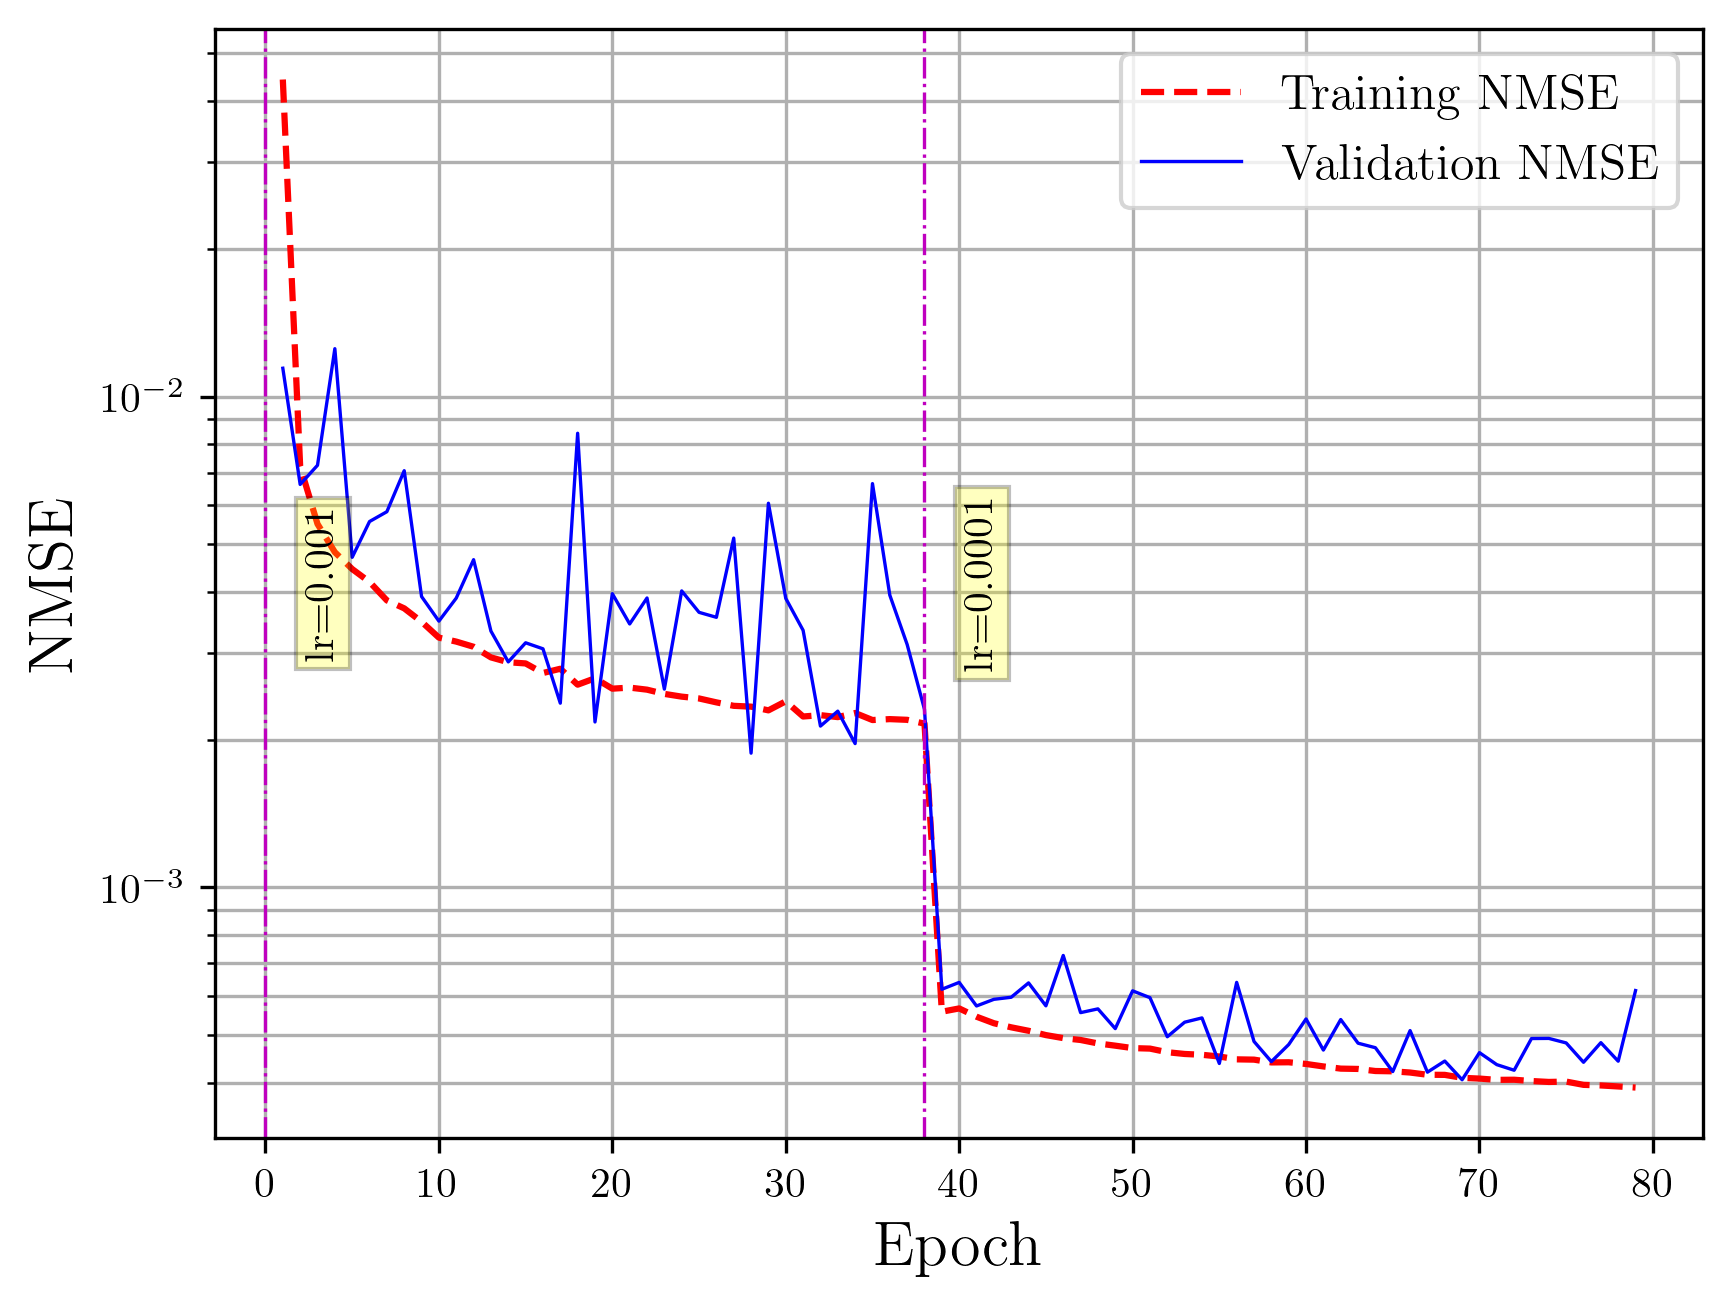 Training NMSE
Validation NMSE
NMSE
10⁻²
10⁻³
lr=0.001
lr=0.0001
0 10 20 30 40 50 60 70 80
Epoch